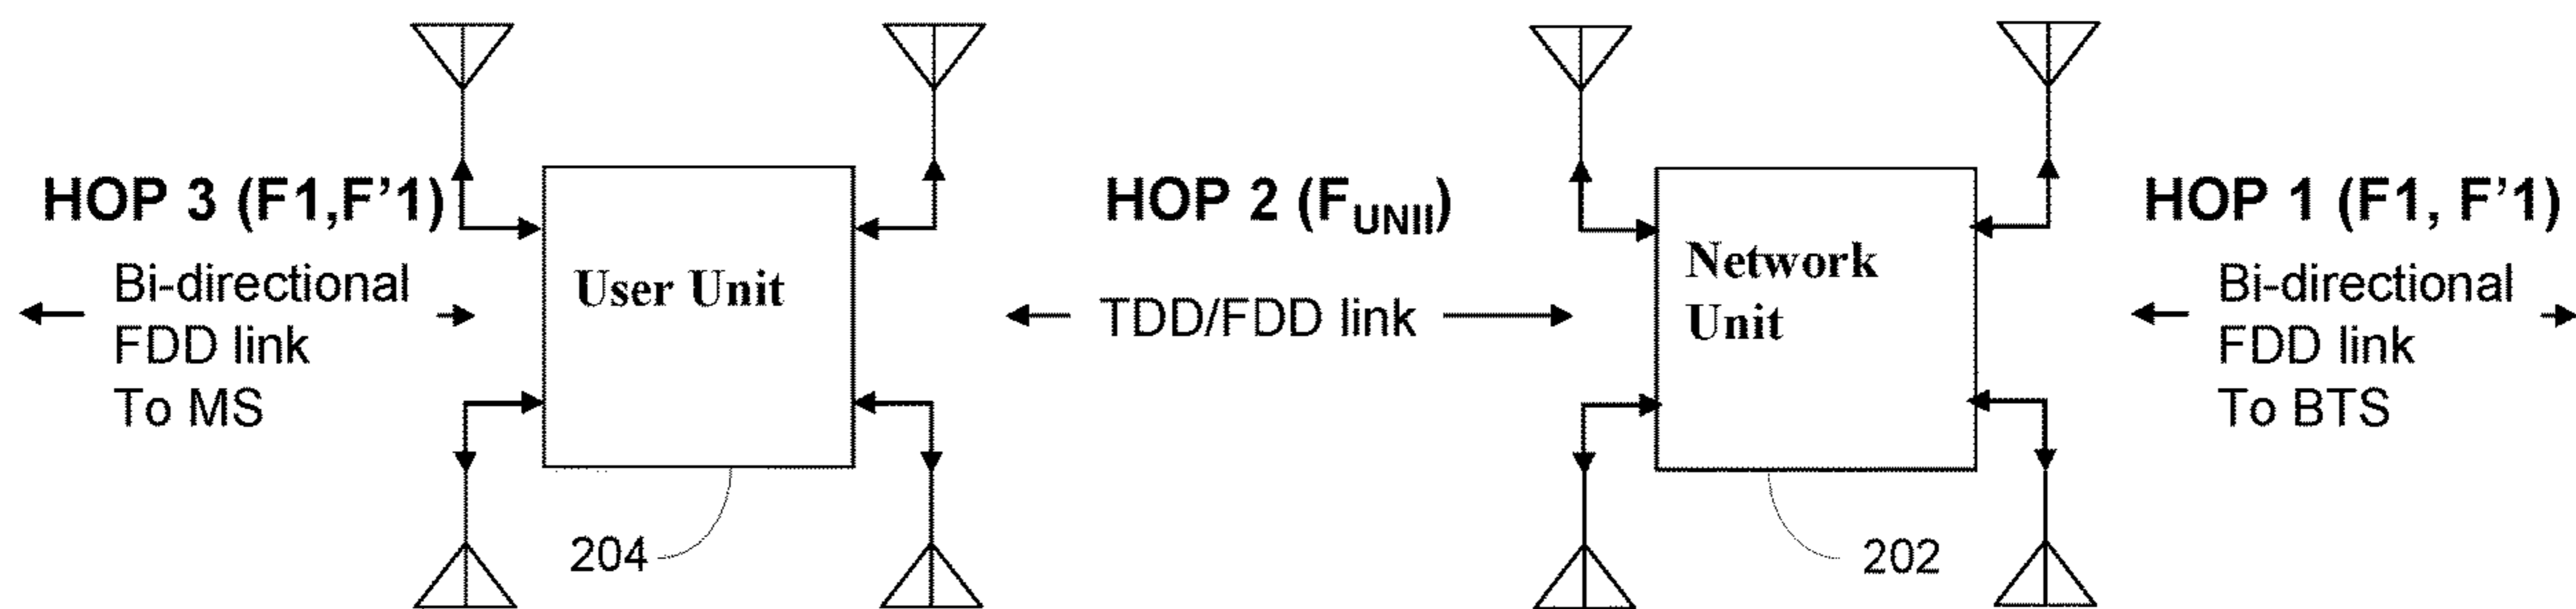 HOP 3 (F1,F'1)
Bi-directional
FDD link
To MS
User Unit
204
HOP 2 (FUNII)
TDD/FDD link
Network
Unit
202
HOP 1 (F1, F'1)
Bi-directional
FDD link
To BTS